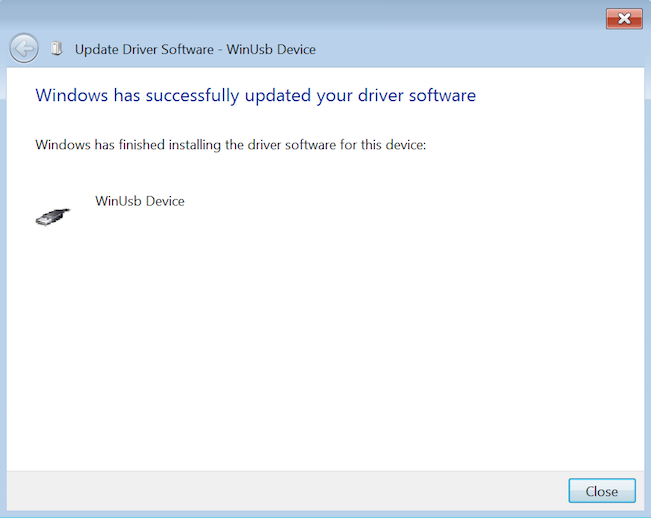 Update Driver Software - WinUsb Device
Windows has successfully updated your driver software
Windows has finished installing the driver software for this device:
WinUsb Device
Close